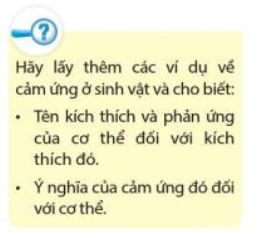 Hãy lấy thêm các ví dụ về
cảm ứng ở sinh vật và cho biết:
• Tên kích thích và phản ứng
của cơ thể đối với kích
thích đó.
• Ý nghĩa của cảm ứng đó đối
với cơ thể.